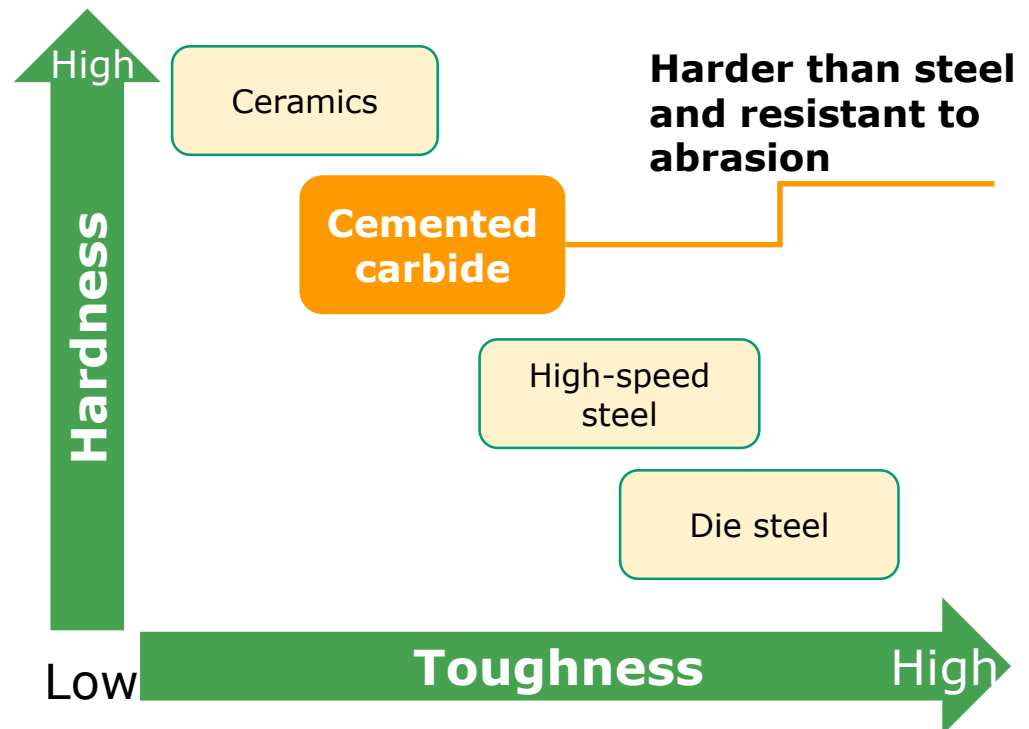 High
Ceramics
Harder than steel
and resistant to
abrasion
Cemented
carbide
Hardness
High-speed
steel
Die steel
Low
Toughness
High